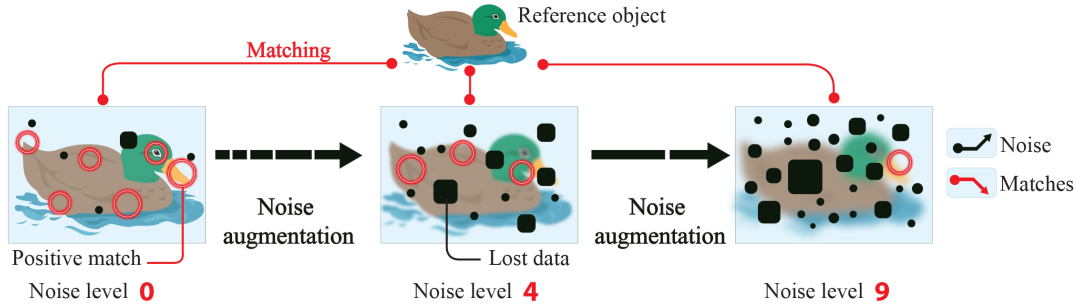 Reference object
Matching
Noise
augmentation
Noise
augmentation
Noise
Matches
Positive match
Lost data
Noise level 0
Noise level 4
Noise level 9